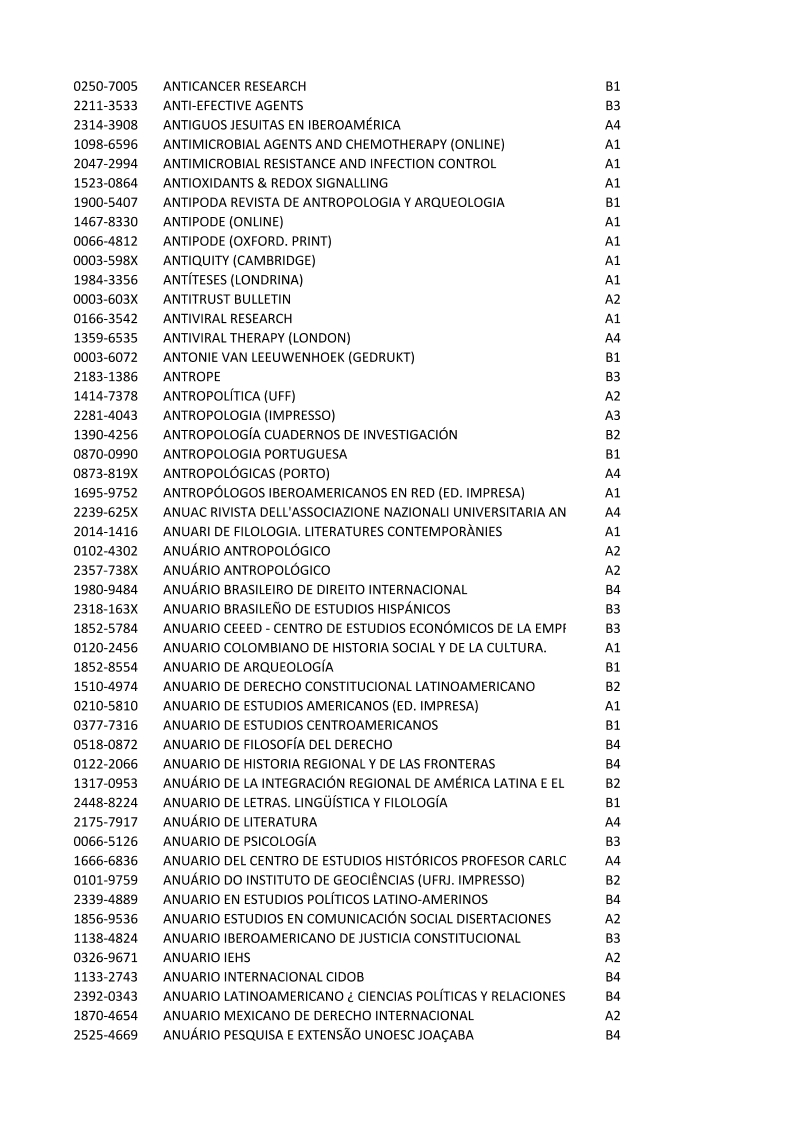 0250-7005 ANTICANCER RESEARCH B1
2211-3533 ANTI-EFECTIVE AGENTS B3
2314-3908 ANTIGUOS JESUITAS EN IBEROAMÉRICA A4
1098-6596 ANTIMICROBIAL AGENTS AND CHEMOTHERAPY (ONLINE) A1
2047-2994 ANTIMICROBIAL RESISTANCE AND INFECTION CONTROL A1
1523-0864 ANTIOXIDANTS & REDOX SIGNALLING A1
1900-5407 ANTIPODA REVISTA DE ANTROPOLOGIA Y ARQUEOLOGIA B1
1467-8330 ANTIPODE (ONLINE) A1
0066-4812 ANTIPODE (OXFORD. PRINT) A1
0003-598X ANTIQUITY (CAMBRIDGE) A1
1984-3356 ANTÍTESES (LONDRINA) A1
0003-603X ANTITRUST BULLETIN A2
0166-3542 ANTIVIRAL RESEARCH A1
1359-6535 ANTIVIRAL THERAPY (LONDON) A4
0003-6072 ANTONIE VAN LEEUWENHOEK (GEDRUKT) B1
2183-1386 ANTROPE B3
1414-7378 ANTROPOLÍTICA (UFF) A2
2281-4043 ANTROPOLOGIA (IMPRESSO) A3
1390-4256 ANTROPOLOGÍA CUADERNOS DE INVESTIGACIÓN B2
0870-0990 ANTROPOLOGIA PORTUGUESA B1
0873-819X ANTROPOLÓGICAS (PORTO) A4
1695-9752 ANTROPÓLOGOS IBEROAMERICANOS EN RED (ED. IMPRESA) A1
2239-625X ANUAC RIVISTA DELL'ASSOCIAZIONE NAZIONALI UNIVERSITARIA AN A4
2014-1416 ANUARI DE FILOLOGIA. LITERATURES CONTEMPORÀNIES A1
0102-4302 ANUÁRIO ANTROPOLÓGICO A2
2357-738X ANUÁRIO ANTROPOLÓGICO A2
1980-9484 ANUÁRIO BRASILEIRO DE DIREITO INTERNACIONAL B4
2318-163X ANUARIO BRASILEÑO DE ESTUDIOS HISPÁNICOS B3
1852-5784 ANUARIO CEEED - CENTRO DE ESTUDIOS ECONÓMICOS DE LA EMPR B3
0120-2456 ANUARIO COLOMBIANO DE HISTORIA SOCIAL Y DE LA CULTURA. A1
1852-8554 ANUARIO DE ARQUEOLOGÍA B1
1510-4974 ANUARIO DE DERECHO CONSTITUCIONAL LATINOAMERICANO B2
0210-5810 ANUARIO DE ESTUDIOS AMERICANOS (ED. IMPRESA) A1
0377-7316 ANUARIO DE ESTUDIOS CENTROAMERICANOS B1
0518-0872 ANUARIO DE FILOSOFÍA DEL DERECHO B4
0122-2066 ANUARIO DE HISTORIA REGIONAL Y DE LAS FRONTERAS B4
1317-0953 ANUÁRIO DE LA INTEGRACIÓN REGIONAL DE AMÉRICA LATINA E EL B2
2448-8224 ANUARIO DE LETRAS. LINGÜÍSTICA Y FILOLOGÍA B1
2175-7917 ANUÁRIO DE LITERATURA A4
0066-5126 ANUARIO DE PSICOLOGÍA B3
1666-6836 ANUARIO DEL CENTRO DE ESTUDIOS HISTÓRICOS PROFESOR CARLO A4
0101-9759 ANUÁRIO DO INSTITUTO DE GEOCIÊNCIAS (UFRJ. IMPRESSO) B2
2339-4889 ANUARIO EN ESTUDIOS POLÍTICOS LATINO-AMERINOS B4
1856-9536 ANUARIO ESTUDIOS EN COMUNICACIÓN SOCIAL DISERTACIONES A2
1138-4824 ANUARIO IBEROAMERICANO DE JUSTICIA CONSTITUCIONAL B3
0326-9671 ANUARIO IEHS A2
1133-2743 ANUARIO INTERNACIONAL CIDOB B4
2392-0343 ANUARIO LATINOAMERICANO ¿ CIENCIAS POLÍTICAS Y RELACIONES B4
1870-4654 ANUARIO MEXICANO DE DERECHO INTERNACIONAL A2
2525-4669 ANUÁRIO PESQUISA E EXTENSÃO UNOESC JOAÇABA B4